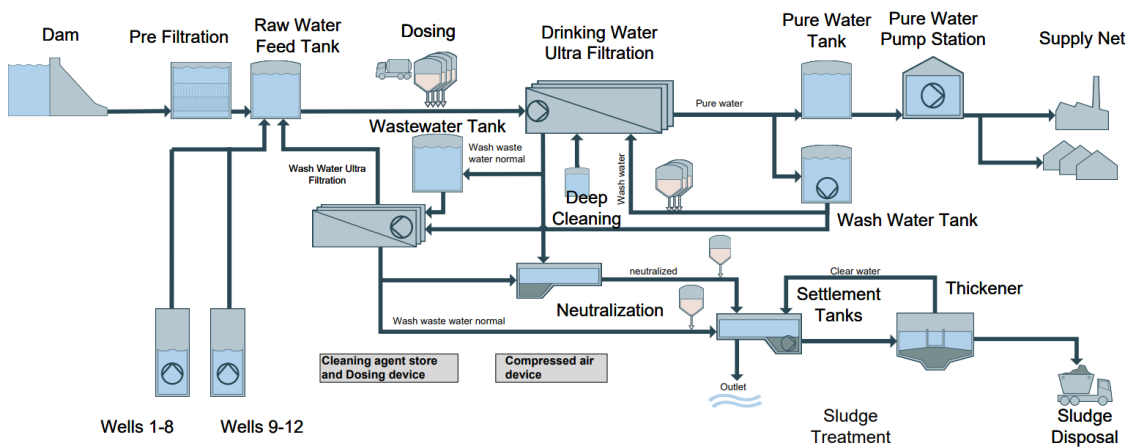 Dam
Pre Filtration
Raw Water
Feed Tank
Dosing
Drinking Water
Ultra Filtration
Pure Water
Tank
Pure Water
Pump Station
Supply Net
Pure water
Wastewater Tank
Wash waste
water normal
Wash Water Ultra
Filtration
Deep
Cleaning
Wash water
Wash Water Tank
neutralized
Neutralization
Clear water
Settlement
Tanks
Thickener
Wash waste water normal
Cleaning agent store
and Dosing device
Compressed air
device
Outlet
Wells 1-8
Wells 9-12
Sludge
Treatment
Sludge
Disposal